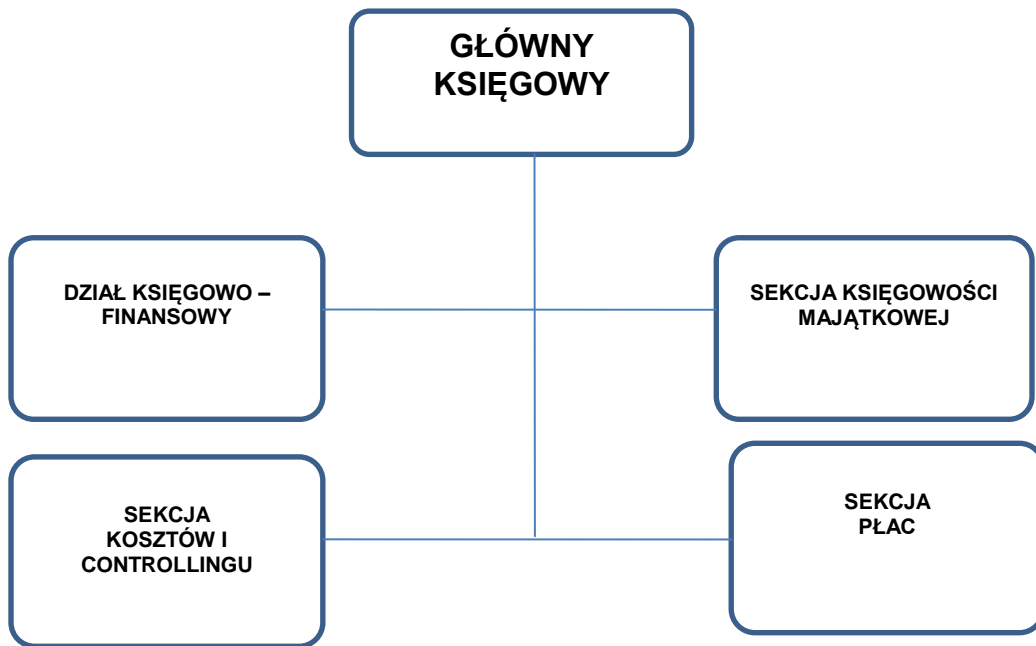 GŁÓWNY
KSIĘGOWY
DZIAŁ KSIĘGOWO –
FINANSOWY
SEKCJA KSIĘGOWOŚCI
MAJĄTKOWEJ
SEKCJA
KOSZTÓW I
CONTROLLINGU
SEKCJA
PŁAC